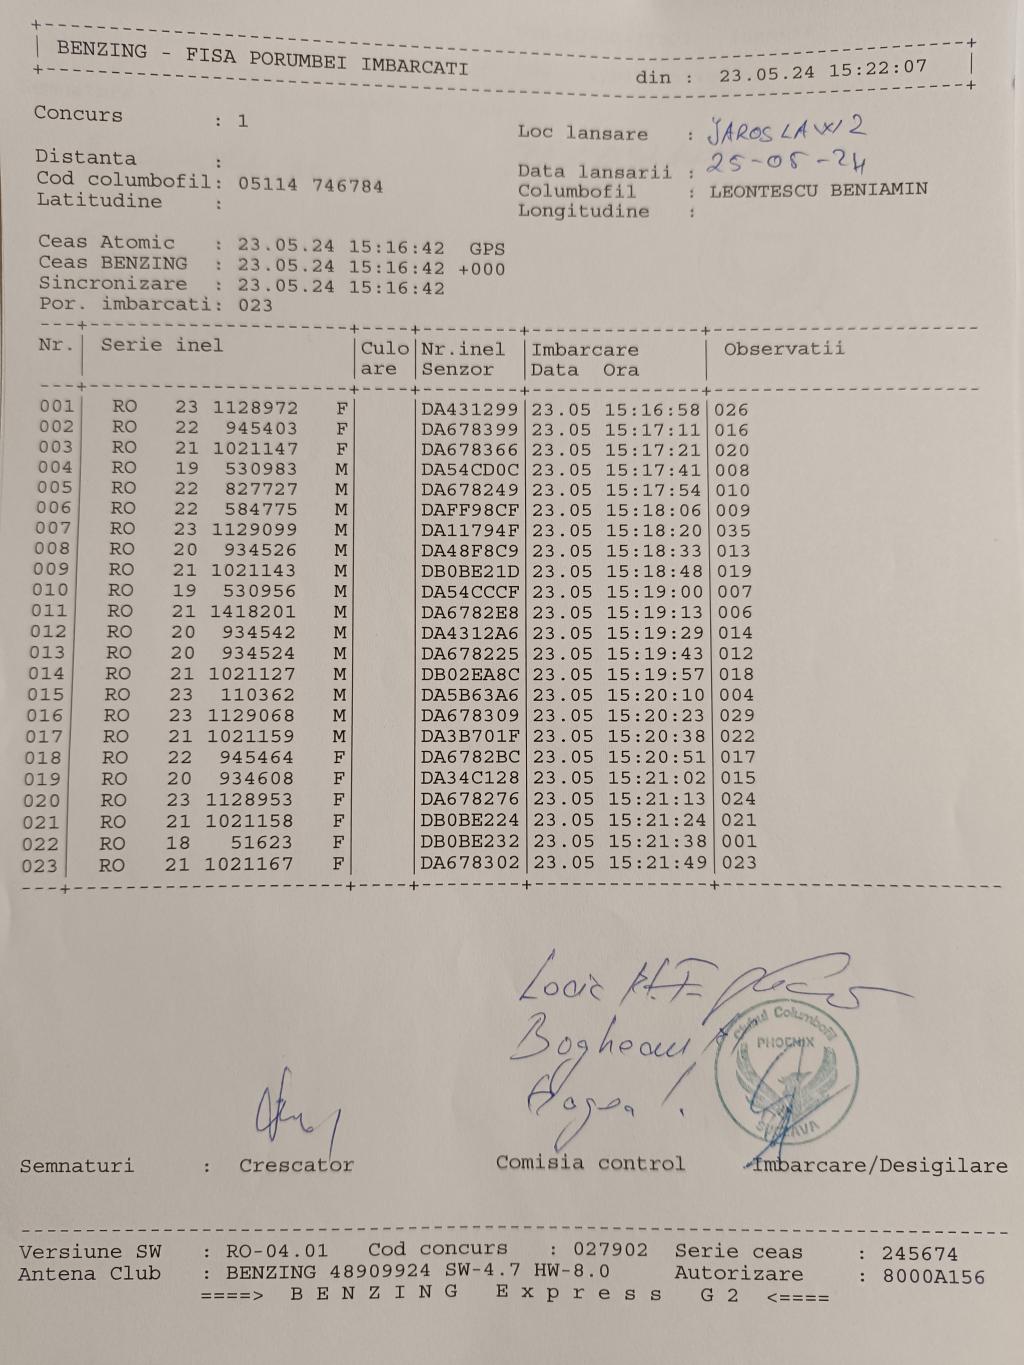 BENZING - FISA PORUMBEI IMBARCATI din : 23.05.24 15:22:07
Concurs : 1
Loc lansare : JAROSLAW 2
Distanta :
Data lansarii : 25-05-24
Cod columbofil: 05114 746784
Columbofil : LEONTESCU BENIAMIN
Latitudine :
Longitudine :
Ceas Atomic : 23.05.24 15:16:42 GPS
Ceas BENZING : 23.05.24 15:16:42 +000
Sincronizare : 23.05.24 15:16:42
Por. imbarcati: 023
Nr. Serie inel Culo Nr.inel Imbarcare Observatii
are Senzor Data Ora
001 RO 23 1128972 F DA431299 23.05 15:16:58 026
002 RO 22 945403 F DA678399 23.05 15:17:11 016
003 RO 21 1021147 F DA678366 23.05 15:17:21 020
004 RO 19 530983 M DA54CD0C 23.05 15:17:41 008
005 RO 22 827727 M DA678249 23.05 15:17:54 010
006 RO 22 584775 M DAFF98CF 23.05 15:18:06 009
007 RO 23 1129099 M DA11794F 23.05 15:18:20 035
008 RO 20 934526 M DA48F8C9 23.05 15:18:33 013
009 RO 21 1021143 M DB0BE21D 23.05 15:18:48 019
010 RO 19 530956 M DA54CCCF 23.05 15:19:00 007
011 RO 21 1418201 M DA6782E8 23.05 15:19:13 006
012 RO 20 934542 M DA4312A6 23.05 15:19:29 014
013 RO 20 934524 M DA678225 23.05 15:19:43 012
014 RO 21 1021127 M DB02EA8C 23.05 15:19:57 018
015 RO 23 110362 M DA5B63A6 23.05 15:20:10 004
016 RO 23 1129068 M DA678309 23.05 15:20:23 029
017 RO 21 1021159 M DA3B701F 23.05 15:20:38 022
018 RO 22 945464 F DA6782BC 23.05 15:20:51 017
019 RO 20 934608 F DA34C128 23.05 15:21:02 015
020 RO 23 1128953 F DA678276 23.05 15:21:13 024
021 RO 21 1021158 F DB0BE224 23.05 15:21:24 021
022 RO 18 51623 F DB0BE232 23.05 15:21:38 001
023 RO 21 1021167 F DA678302 23.05 15:21:49 023
Clubul Columbofil
PHOENIX
SUCEAVA
Semnaturi : Crescator Comisia control Imbarcare/Desigilare
Versiune SW : RO-04.01 Cod concurs : 027902 Serie ceas : 245674
Antena Club : BENZING 48909924 SW-4.7 HW-8.0 Autorizare : 8000A156
====> B E N Z I N G E x p r e s s G 2 <====